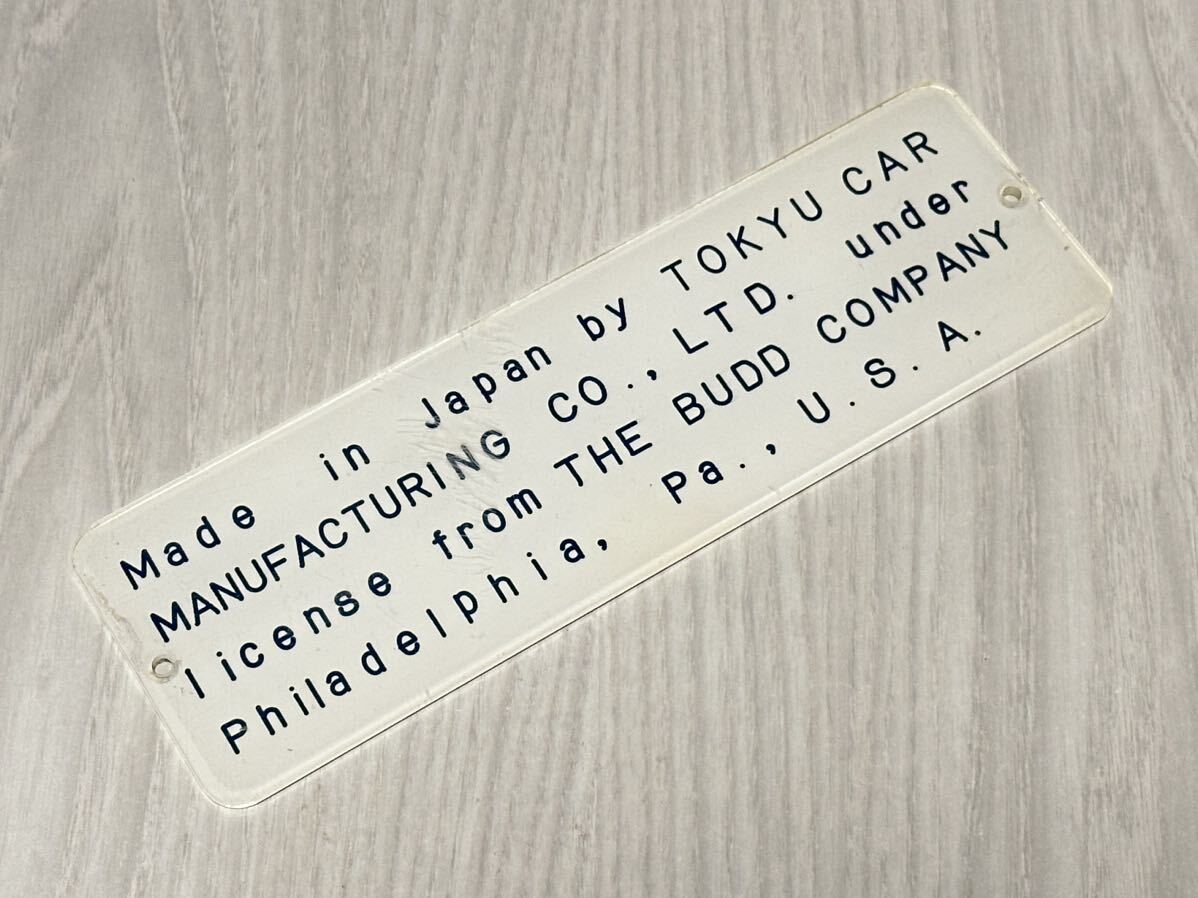 Made in Japan by TOKYU CAR
MANUFACTURING CO., LTD. under
license from THE BUDD COMPANY
Philadelphia, Pa., U.S.A.